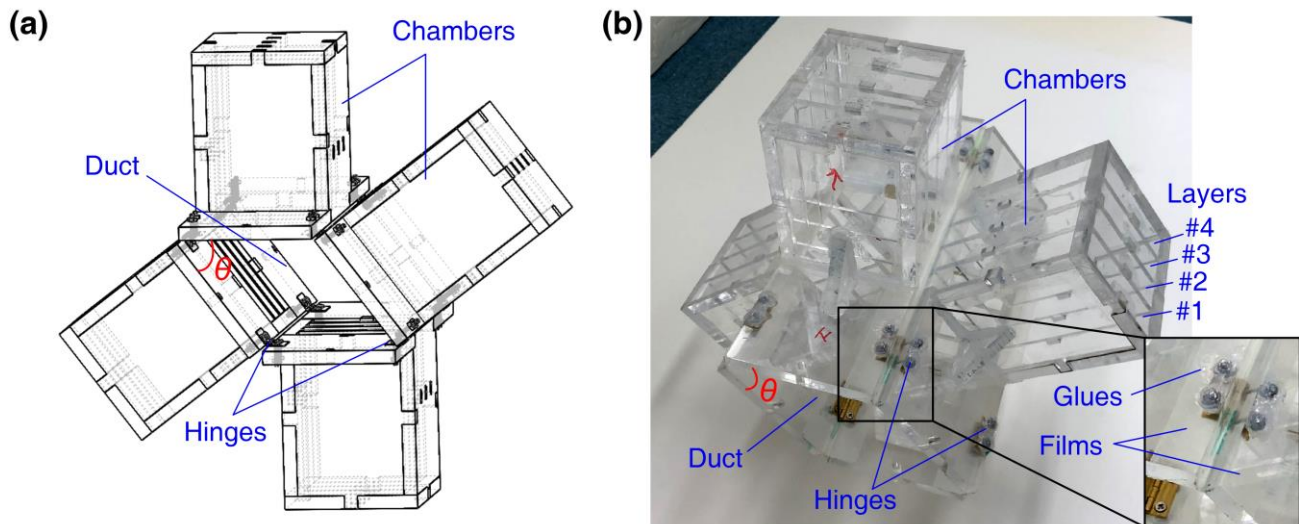 (a)
Chambers
Duct
θ
Hinges
(b)
Chambers
Layers
#4
#3
#2
#1
H
θ
Duct
Hinges
Glues
Films